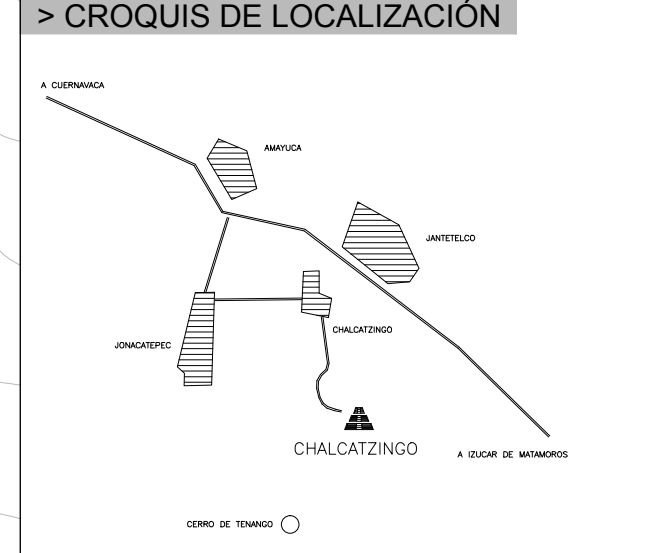 > CROQUIS DE LOCALIZACIÓN
A CUERNAVACA
AMAYUCA
JANTETELCO
CHALCATZINGO
JONACATEPEC
CHALCATZINGO
A IZUCAR DE MATAMOROS
CERRO DE TENANGO